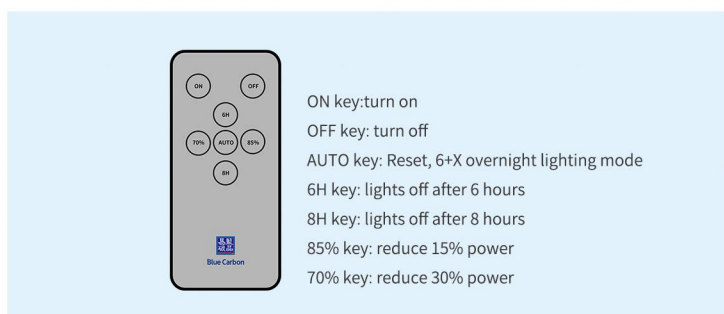 ON
OFF
6H
70%
AUTO
85%
8H
Blue Carbon
ON key:turn on
OFF key: turn off
AUTO key: Reset, 6+X overnight lighting mode
6H key: lights off after 6 hours
8H key: lights off after 8 hours
85% key: reduce 15% power
70% key: reduce 30% power